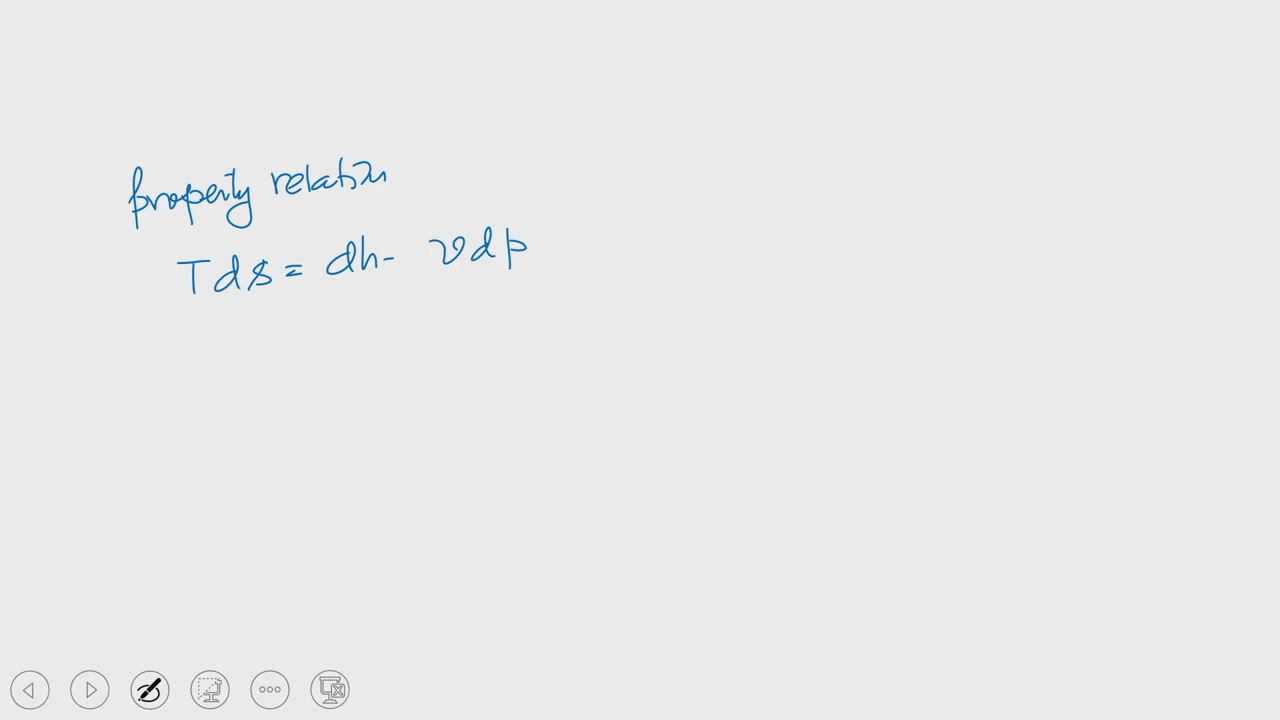 property relation
Tds = dh - vdp